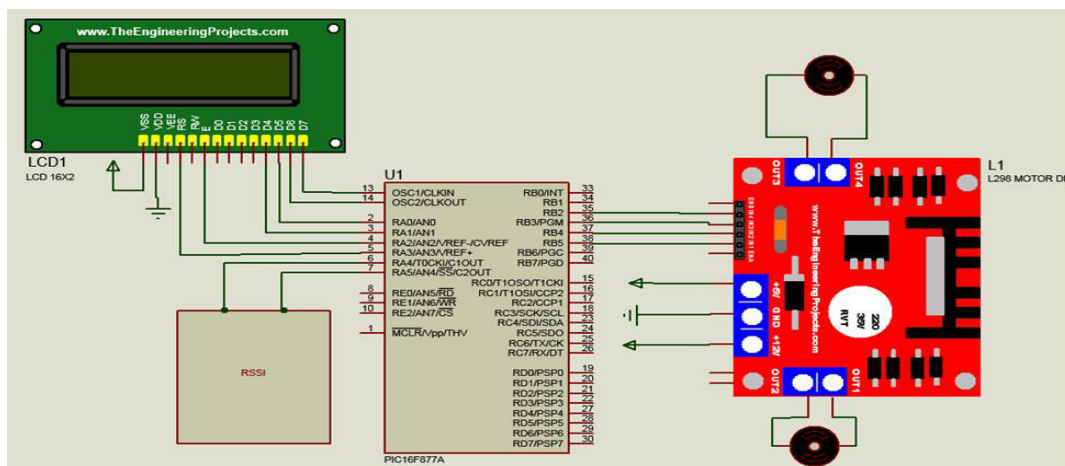 www.TheEngineeringProjects.com
VSS VDD VEE RS RW E D0 D1 D2 D3 D4 D5 D6 D7
LCD1
LCD 16X2
U1
13 OSC1/CLKIN
14 OSC2/CLKOUT
2 RA0/AN0
3 RA1/AN1
4 RA2/AN2/VREF-/CVREF
5 RA3/AN3/VREF+
6 RA4/T0CKI/C1OUT
7 RA5/AN4/SS/C2OUT
8 RE0/AN5/RD
9 RE1/AN6/WR
10 RE2/AN7/CS
1 MCLR/Vpp/THV
RB0/INT 33
RB1 34
RB2 35
RB3/PGM 36
RB4 37
RB5 38
RB6/PGC 39
RB7/PGD 40
RC0/T1OSO/T1CKI 15
RC1/T1OSI/CCP2 16
RC2/CCP1 17
RC3/SCK/SCL 18
RC4/SDI/SDA 23
RC5/SDO 24
RC6/TX/CK 25
RC7/RX/DT 26
RD0/PSP0 19
RD1/PSP1 20
RD2/PSP2 21
RD3/PSP3 22
RD4/PSP4 27
RD5/PSP5 28
RD6/PSP6 29
RD7/PSP7 30
PIC16F877A
RSSI
L1
L298 MOTOR
OUT3
OUT4
www.TheEngineeringProjects.com
+5V
GND
+12V
220
35V
RVT
OUT2
OUT1